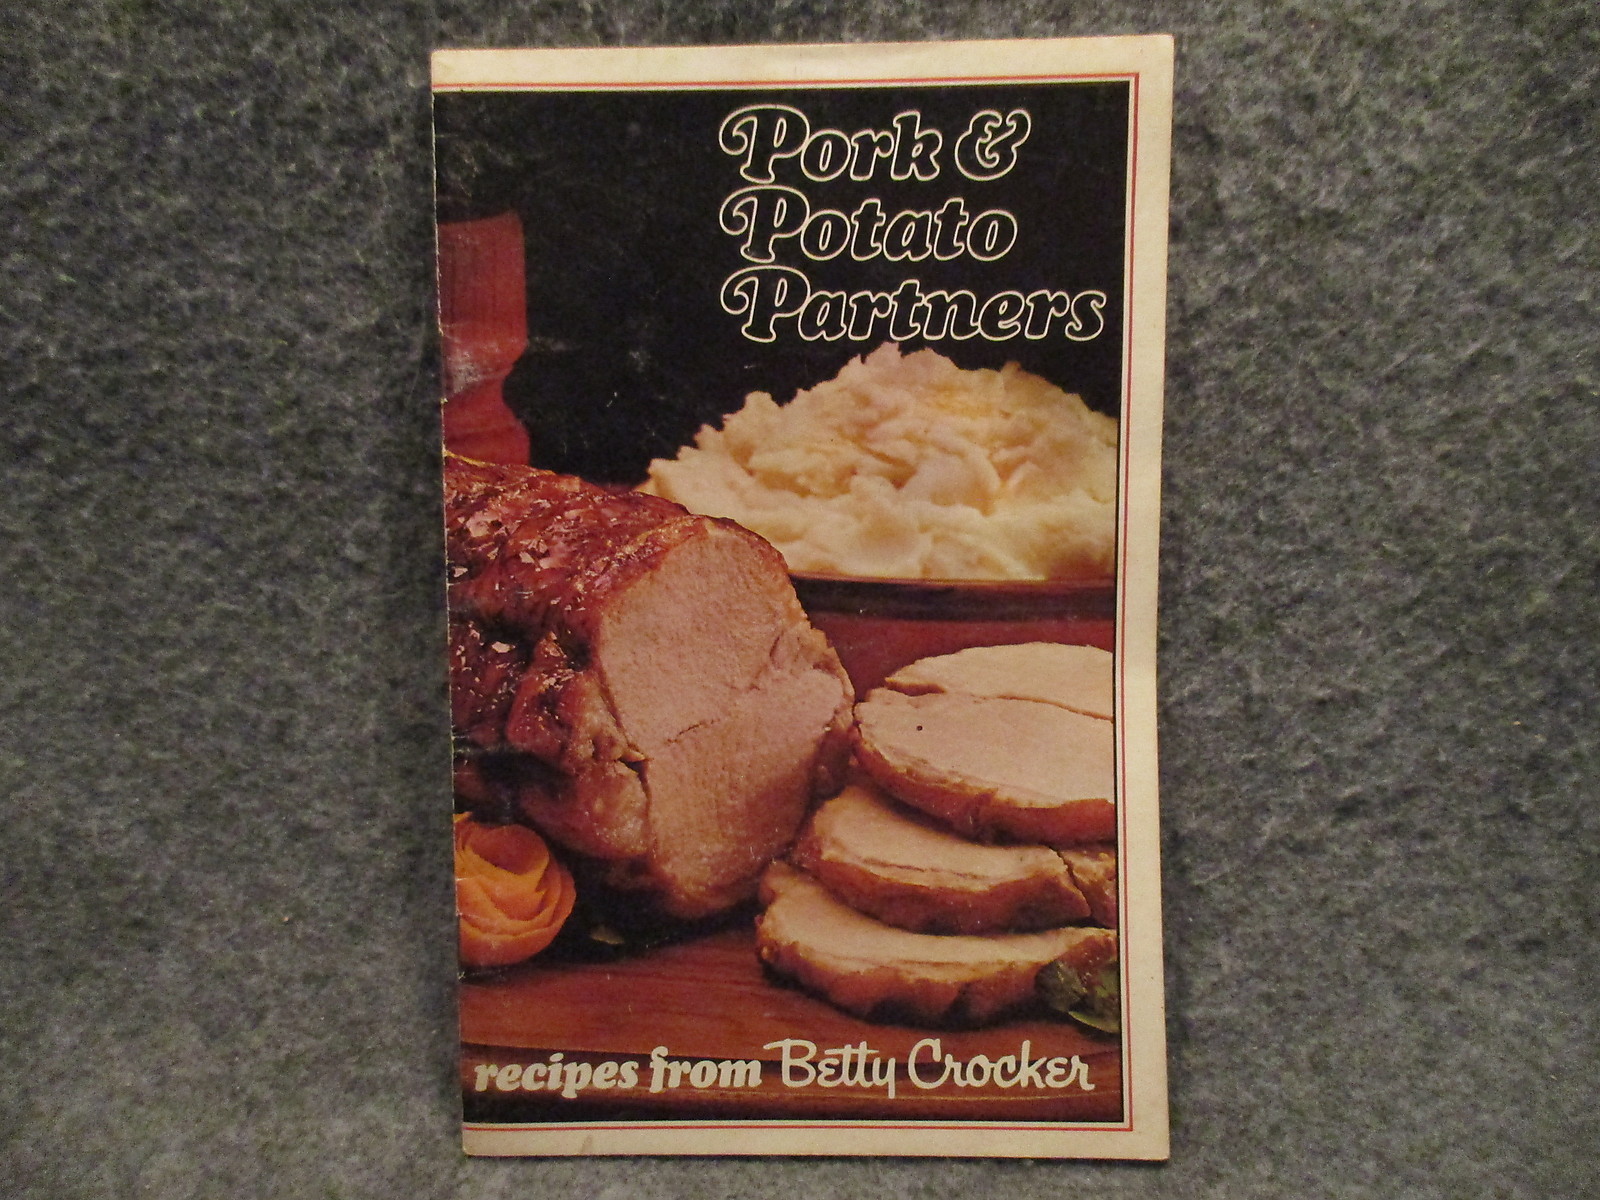 Pork &
Potato
Partners
recipes from Betty Crocker